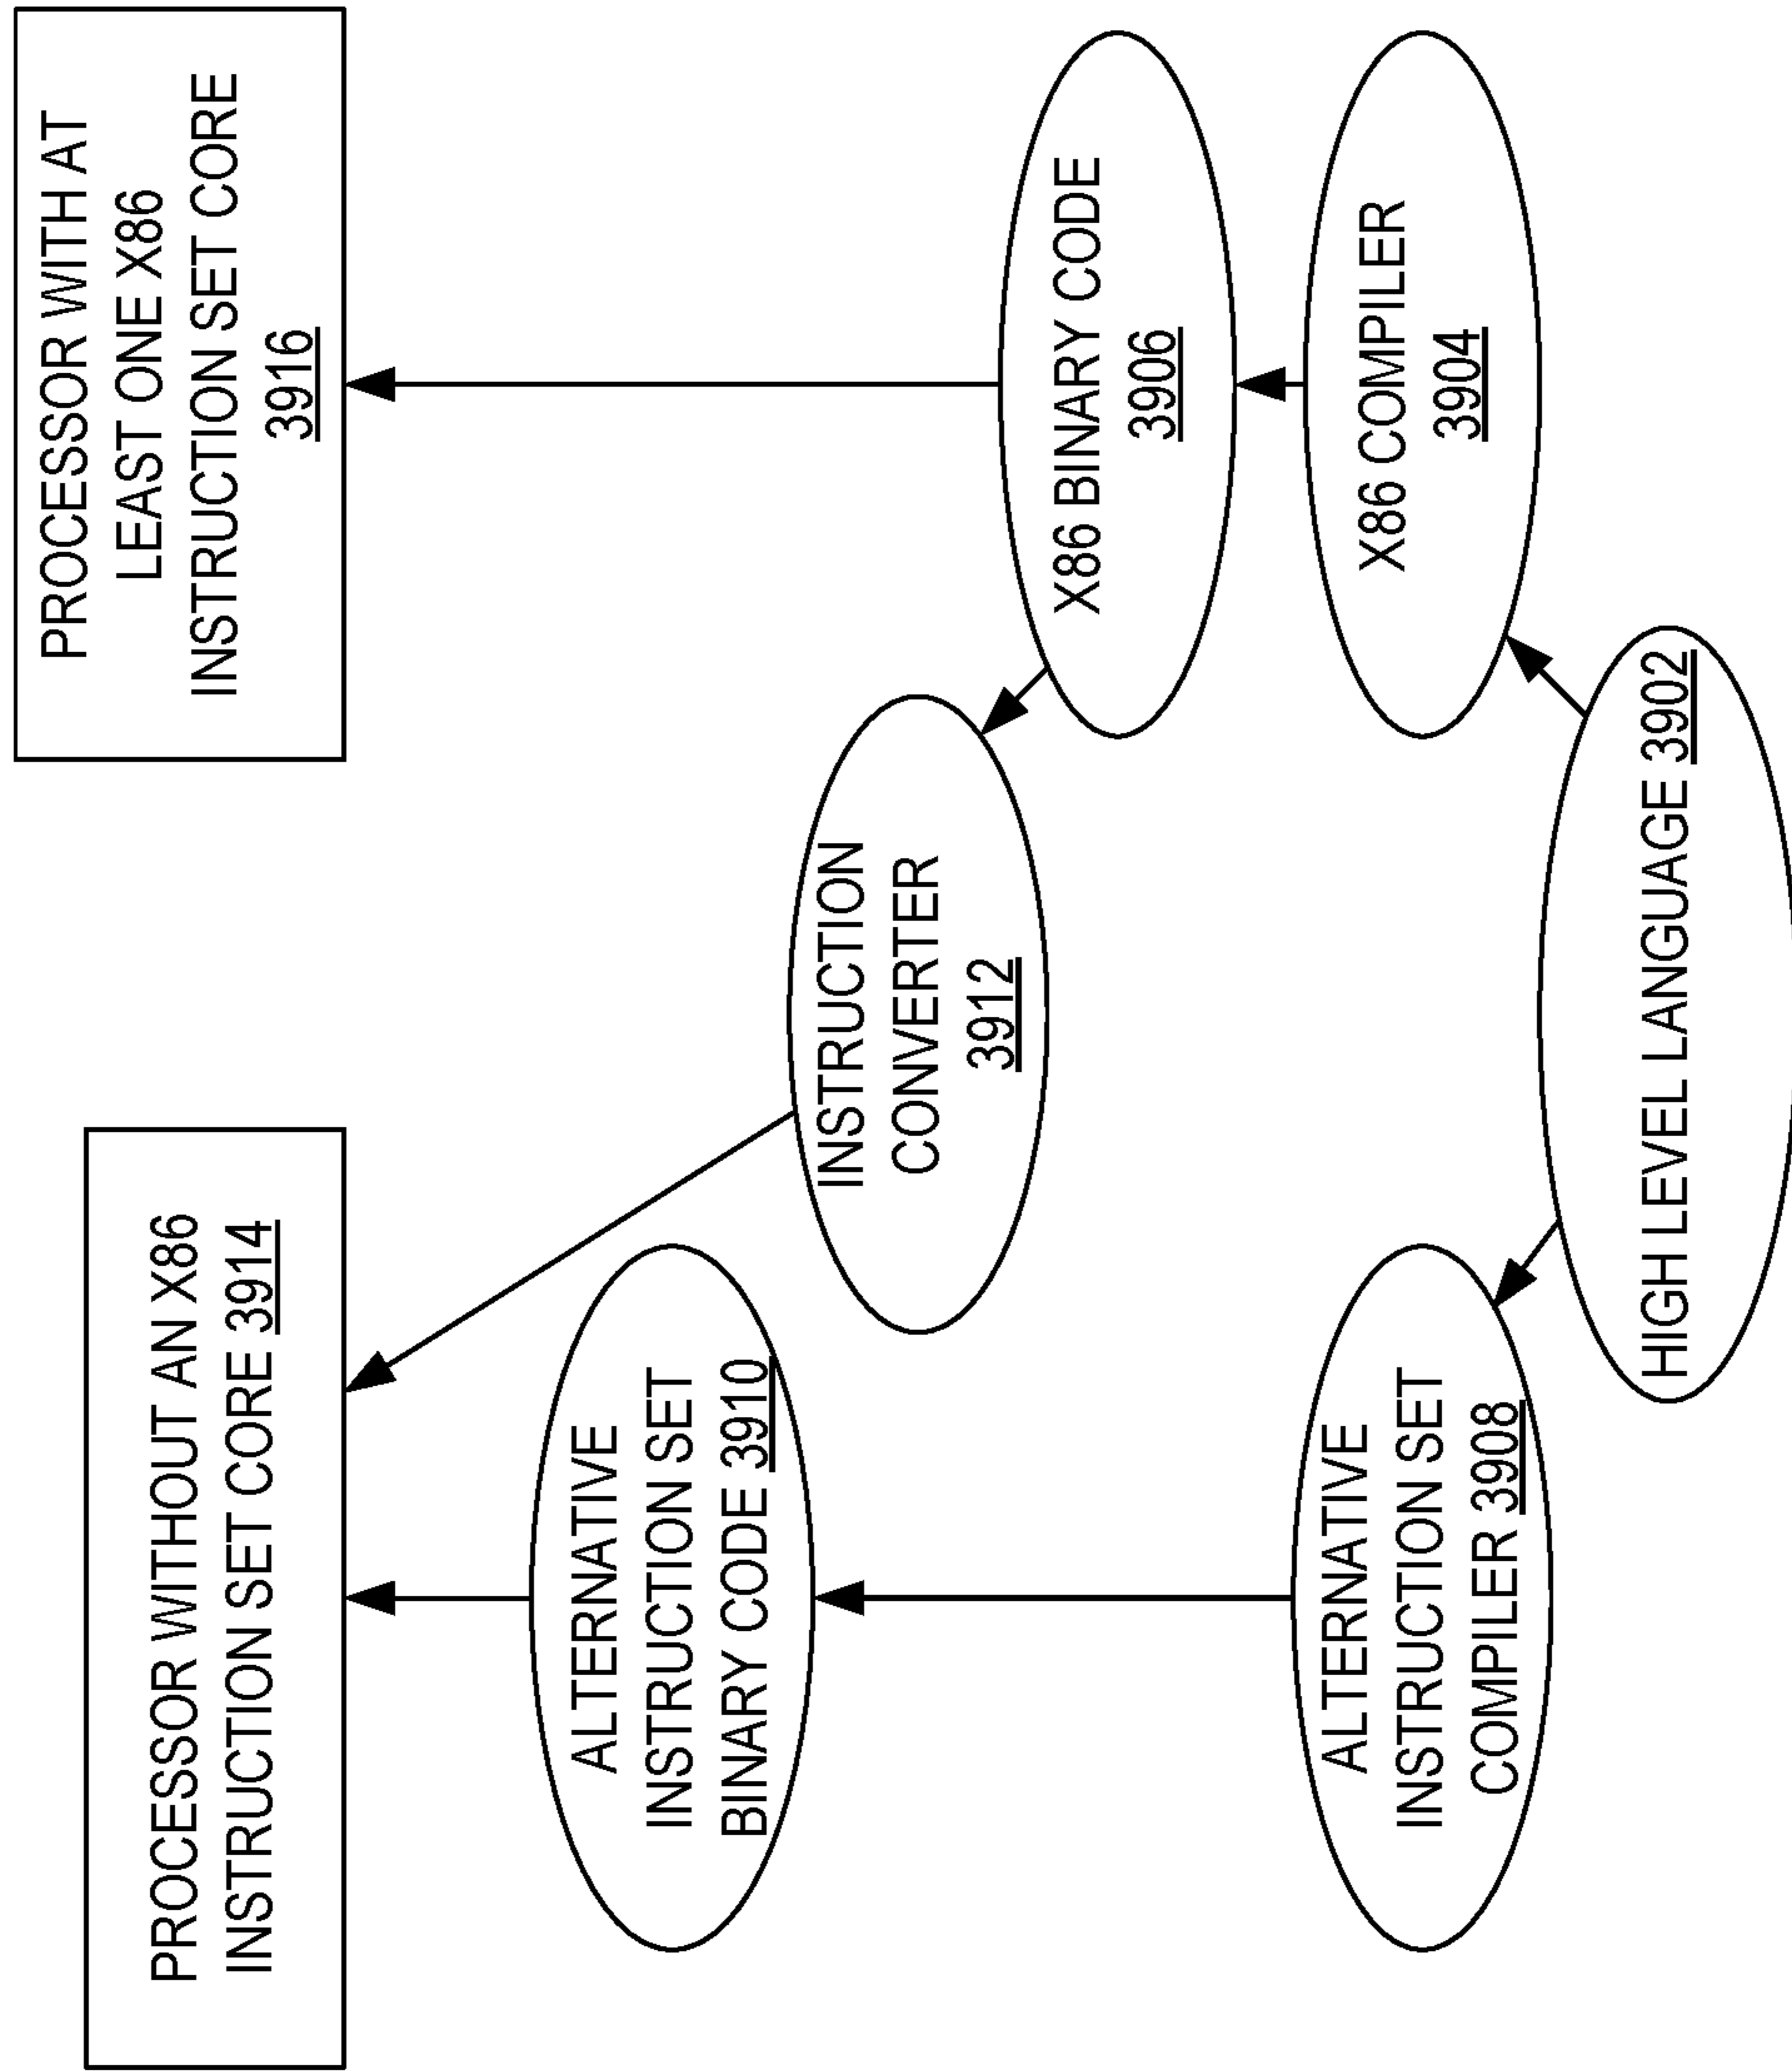 PROCESSOR WITHOUT AN X86
INSTRUCTION SET CORE 3914
PROCESSOR WITH AT
LEAST ONE X86
INSTRUCTION SET CORE
3916
ALTERNATIVE
INSTRUCTION SET
BINARY CODE 3910
INSTRUCTION
CONVERTER
3912
X86 BINARY CODE
3906
ALTERNATIVE
INSTRUCTION SET
COMPILER 3908
X86 COMPILER
3904
HIGH LEVEL LANGUAGE 3902